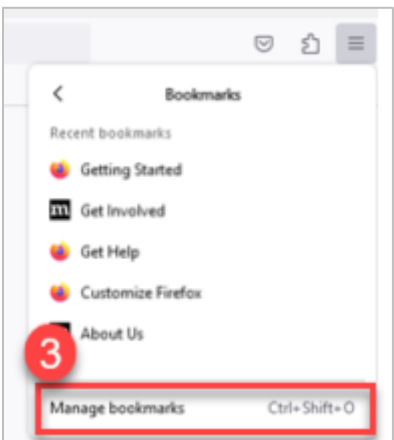 Bookmarks
Recent bookmarks
Getting Started
m Get Involved
Get Help
Customize Firefox
About Us
3
Manage bookmarks Ctrl+Shift+O